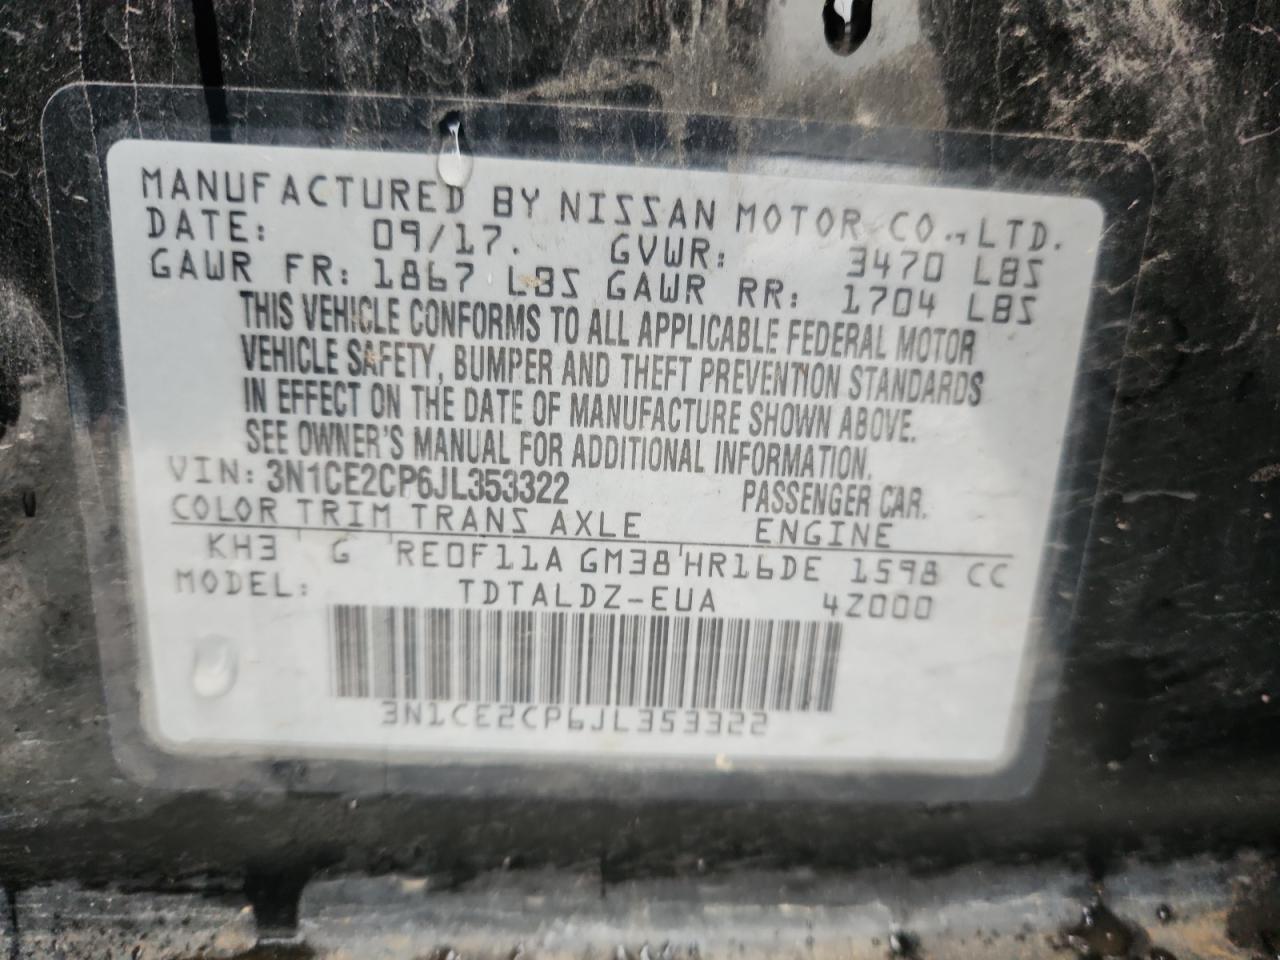 MANUFACTURED BY NISSAN MOTOR CO., LTD.
DATE: 09/17. GVWR: 3470 LBS
GAWR FR: 1867 LBS GAWR RR: 1704 LBS
THIS VEHICLE CONFORMS TO ALL APPLICABLE FEDERAL MOTOR
VEHICLE SAFETY, BUMPER AND THEFT PREVENTION STANDARDS
IN EFFECT ON THE DATE OF MANUFACTURE SHOWN ABOVE.
SEE OWNER'S MANUAL FOR ADDITIONAL INFORMATION.
VIN: 3N1CE2CP6JL353322 PASSENGER CAR.
COLOR TRIM TRANS AXLE ENGINE
KH3 G RE0F11A GM38 HR16DE 1598 CC
MODEL: TDTALDZ-EUA 4Z000
3N1CE2CP6JL353322